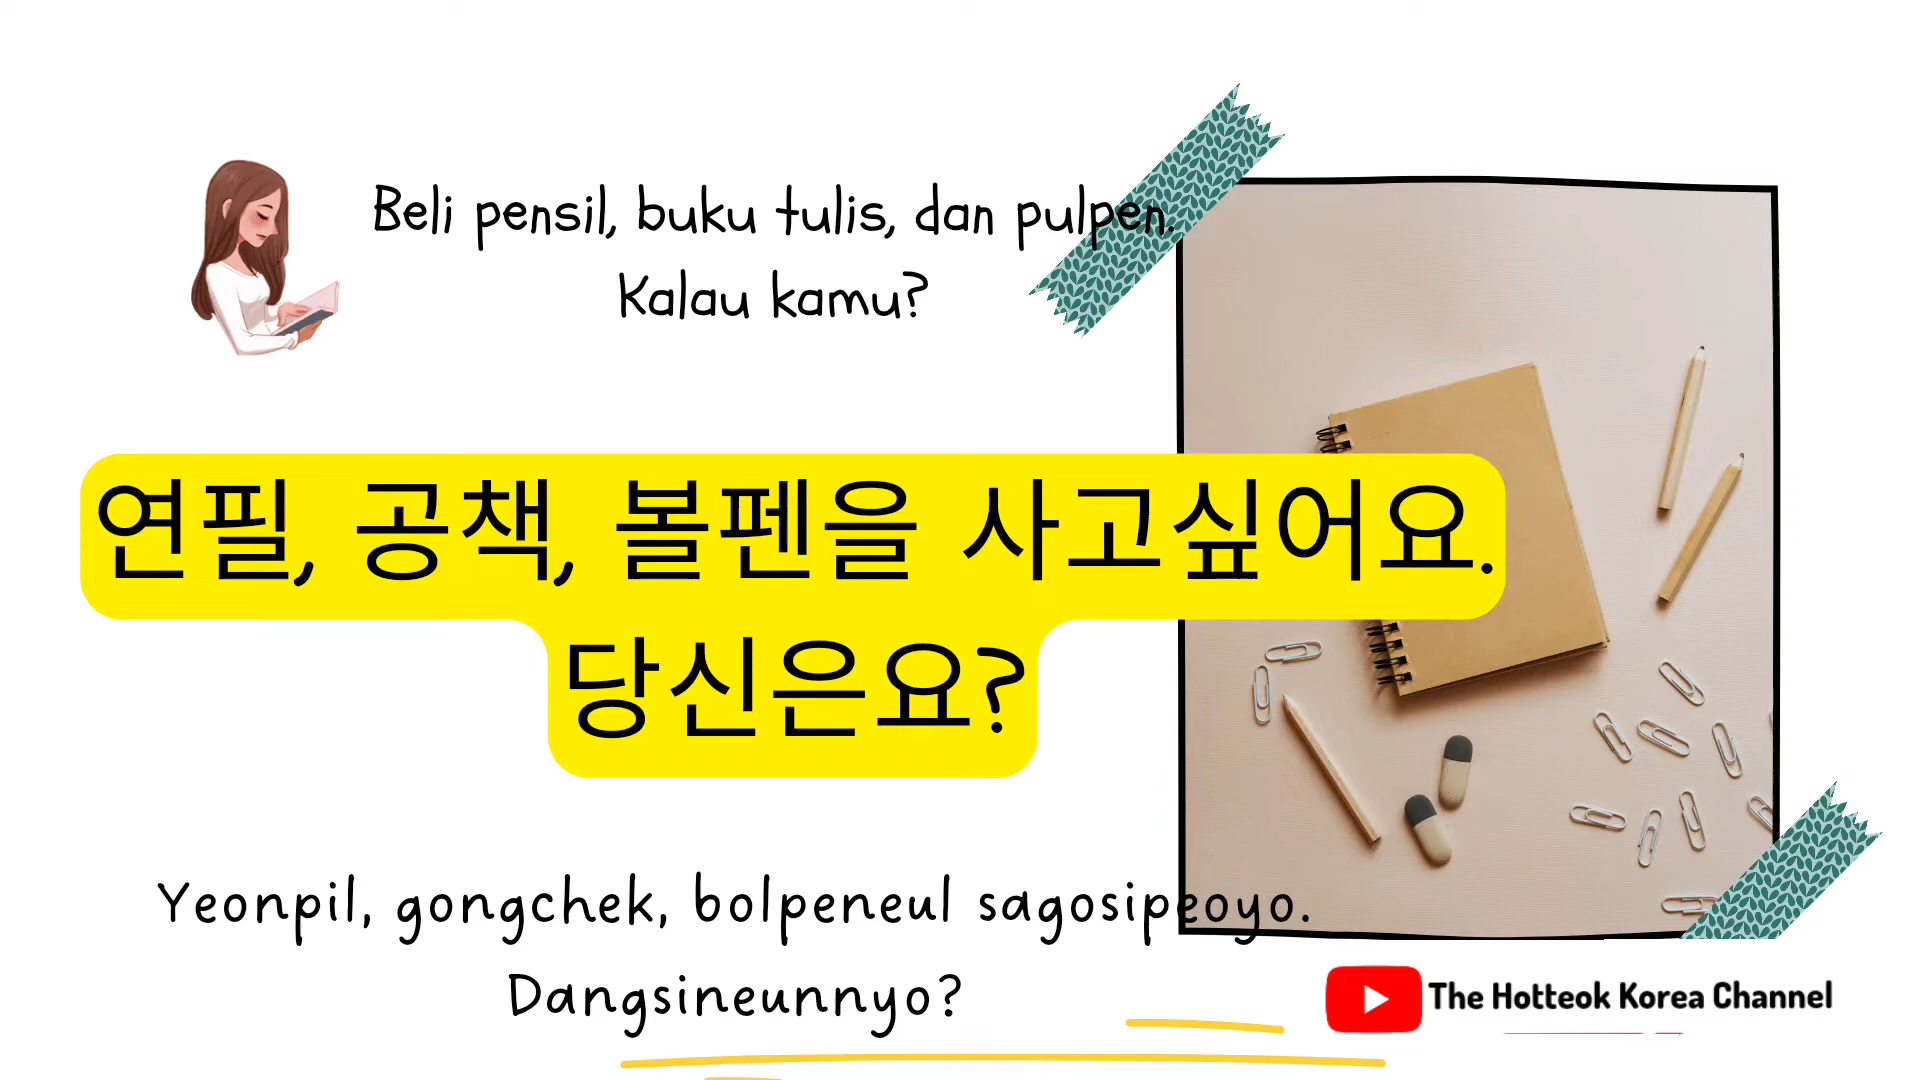 Beli pensil, buku tulis, dan pulpen.
Kalau kamu?
연필, 공책, 볼펜을 사고싶어요.
당신은요?
Yeonpil, gongchek, bolpeneul sagosipeoyo.
Dangsineunnyo?
The Hotteok Korea Channel